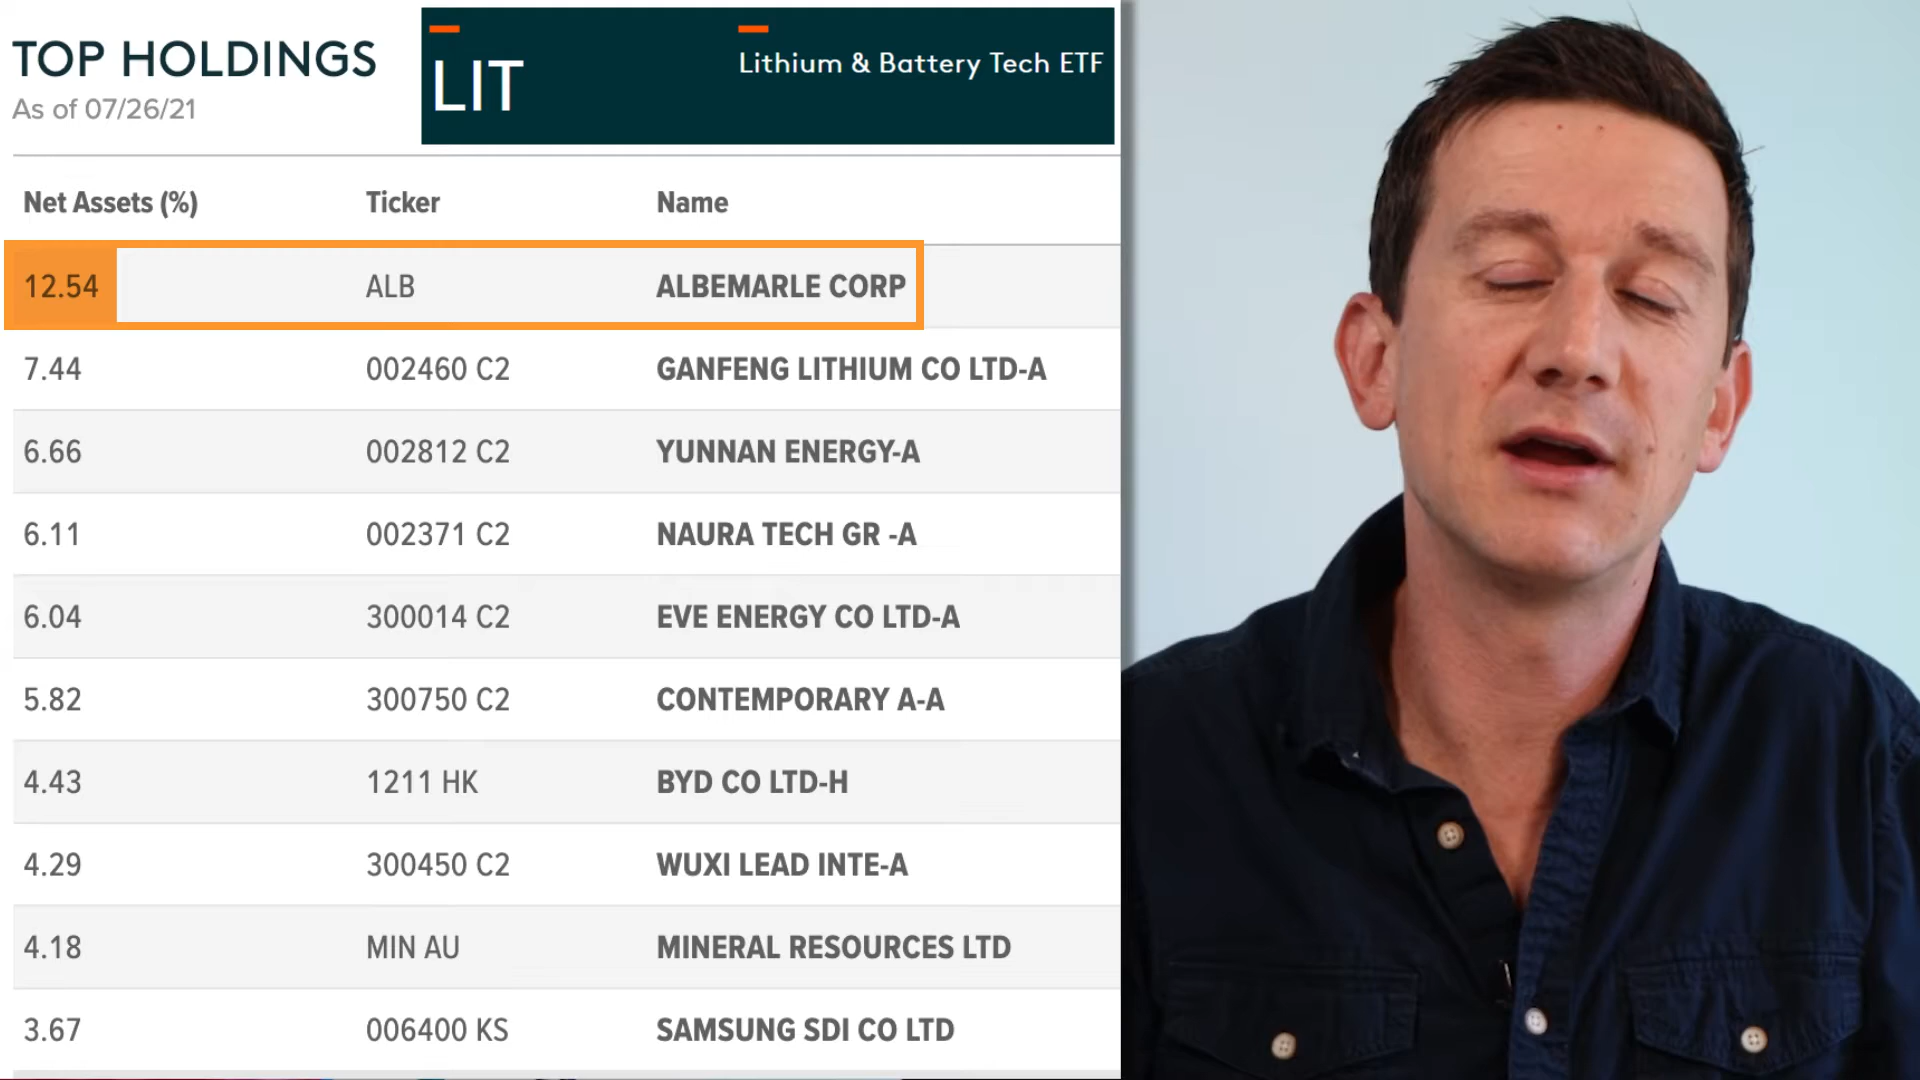 TOP HOLDINGS
As of 07/26/21
LIT
Lithium & Battery Tech ETF
Net Assets (%) Ticker Name
12.54 ALB ALBEMARLE CORP
7.44 002460 C2 GANFENG LITHIUM CO LTD-A
6.66 002812 C2 YUNNAN ENERGY-A
6.11 002371 C2 NAURA TECH GR -A
6.04 300014 C2 EVE ENERGY CO LTD-A
5.82 300750 C2 CONTEMPORARY A-A
4.43 1211 HK BYD CO LTD-H
4.29 300450 C2 WUXI LEAD INTE-A
4.18 MIN AU MINERAL RESOURCES LTD
3.67 006400 KS SAMSUNG SDI CO LTD